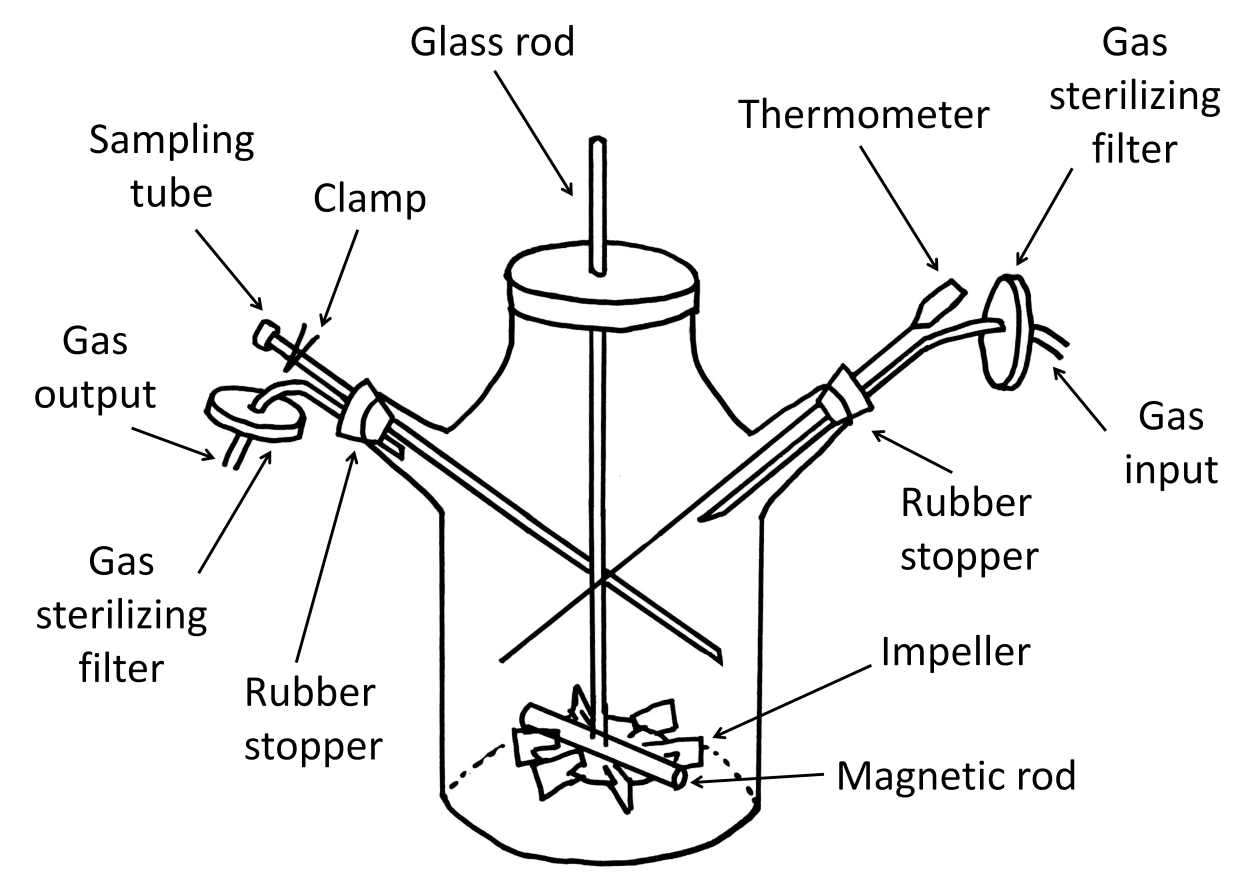 Glass rod
Gas
sterilizing
filter
Thermometer
Sampling
tube
Clamp
Gas
output
Gas
input
Rubber
stopper
Gas
sterilizing
filter
Rubber
stopper
Impeller
Magnetic rod